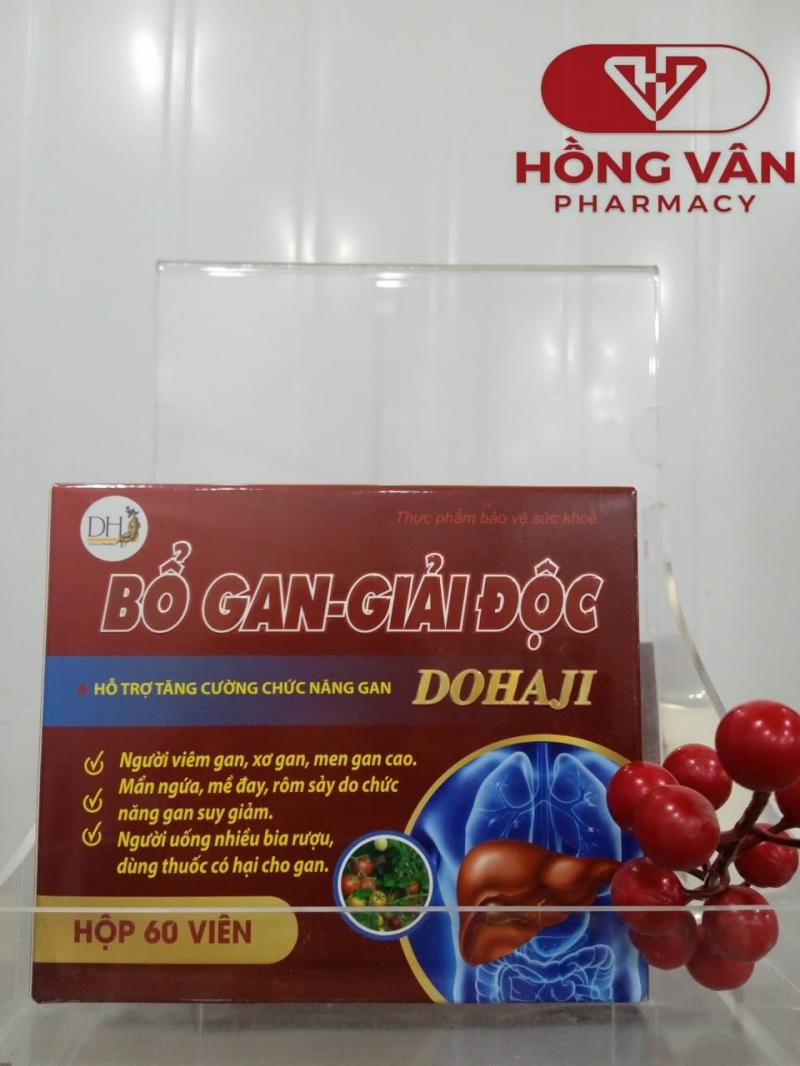 HỒNG VÂN
PHARMACY
DH
Thực phẩm bảo vệ sức khoẻ
BỔ GAN-GIẢI ĐỘC
HỖ TRỢ TĂNG CƯỜNG CHỨC NĂNG GAN
DOHAJI
Người viêm gan, xơ gan, men gan cao.
Mẩn ngứa, mề đay, rôm sảy do chức
năng gan suy giảm.
Người uống nhiều bia rượu,
dùng thuốc có hại cho gan.
HỘP 60 VIÊN